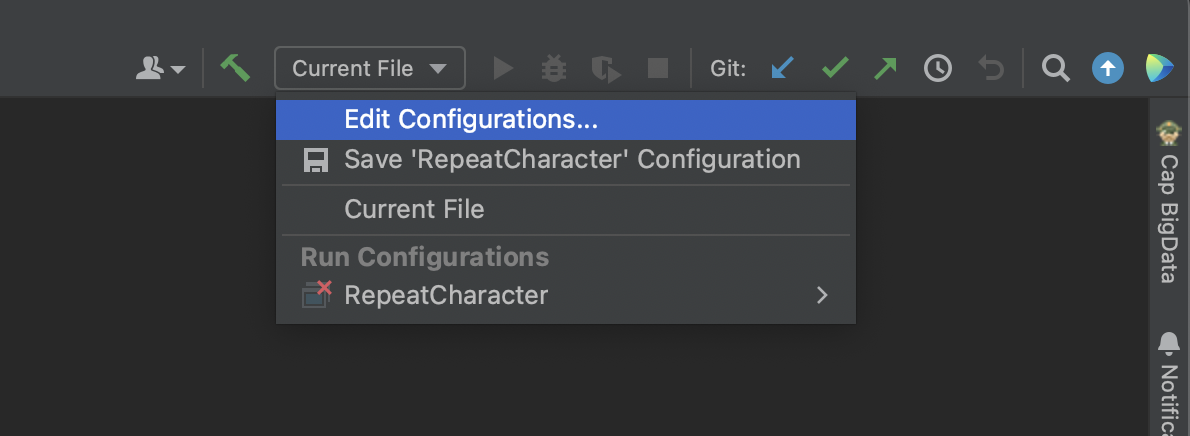 Current File
Git:
Edit Configurations...
Save 'RepeatCharacter' Configuration
Current File
Run Configurations
RepeatCharacter
Cap BigData
Notifica